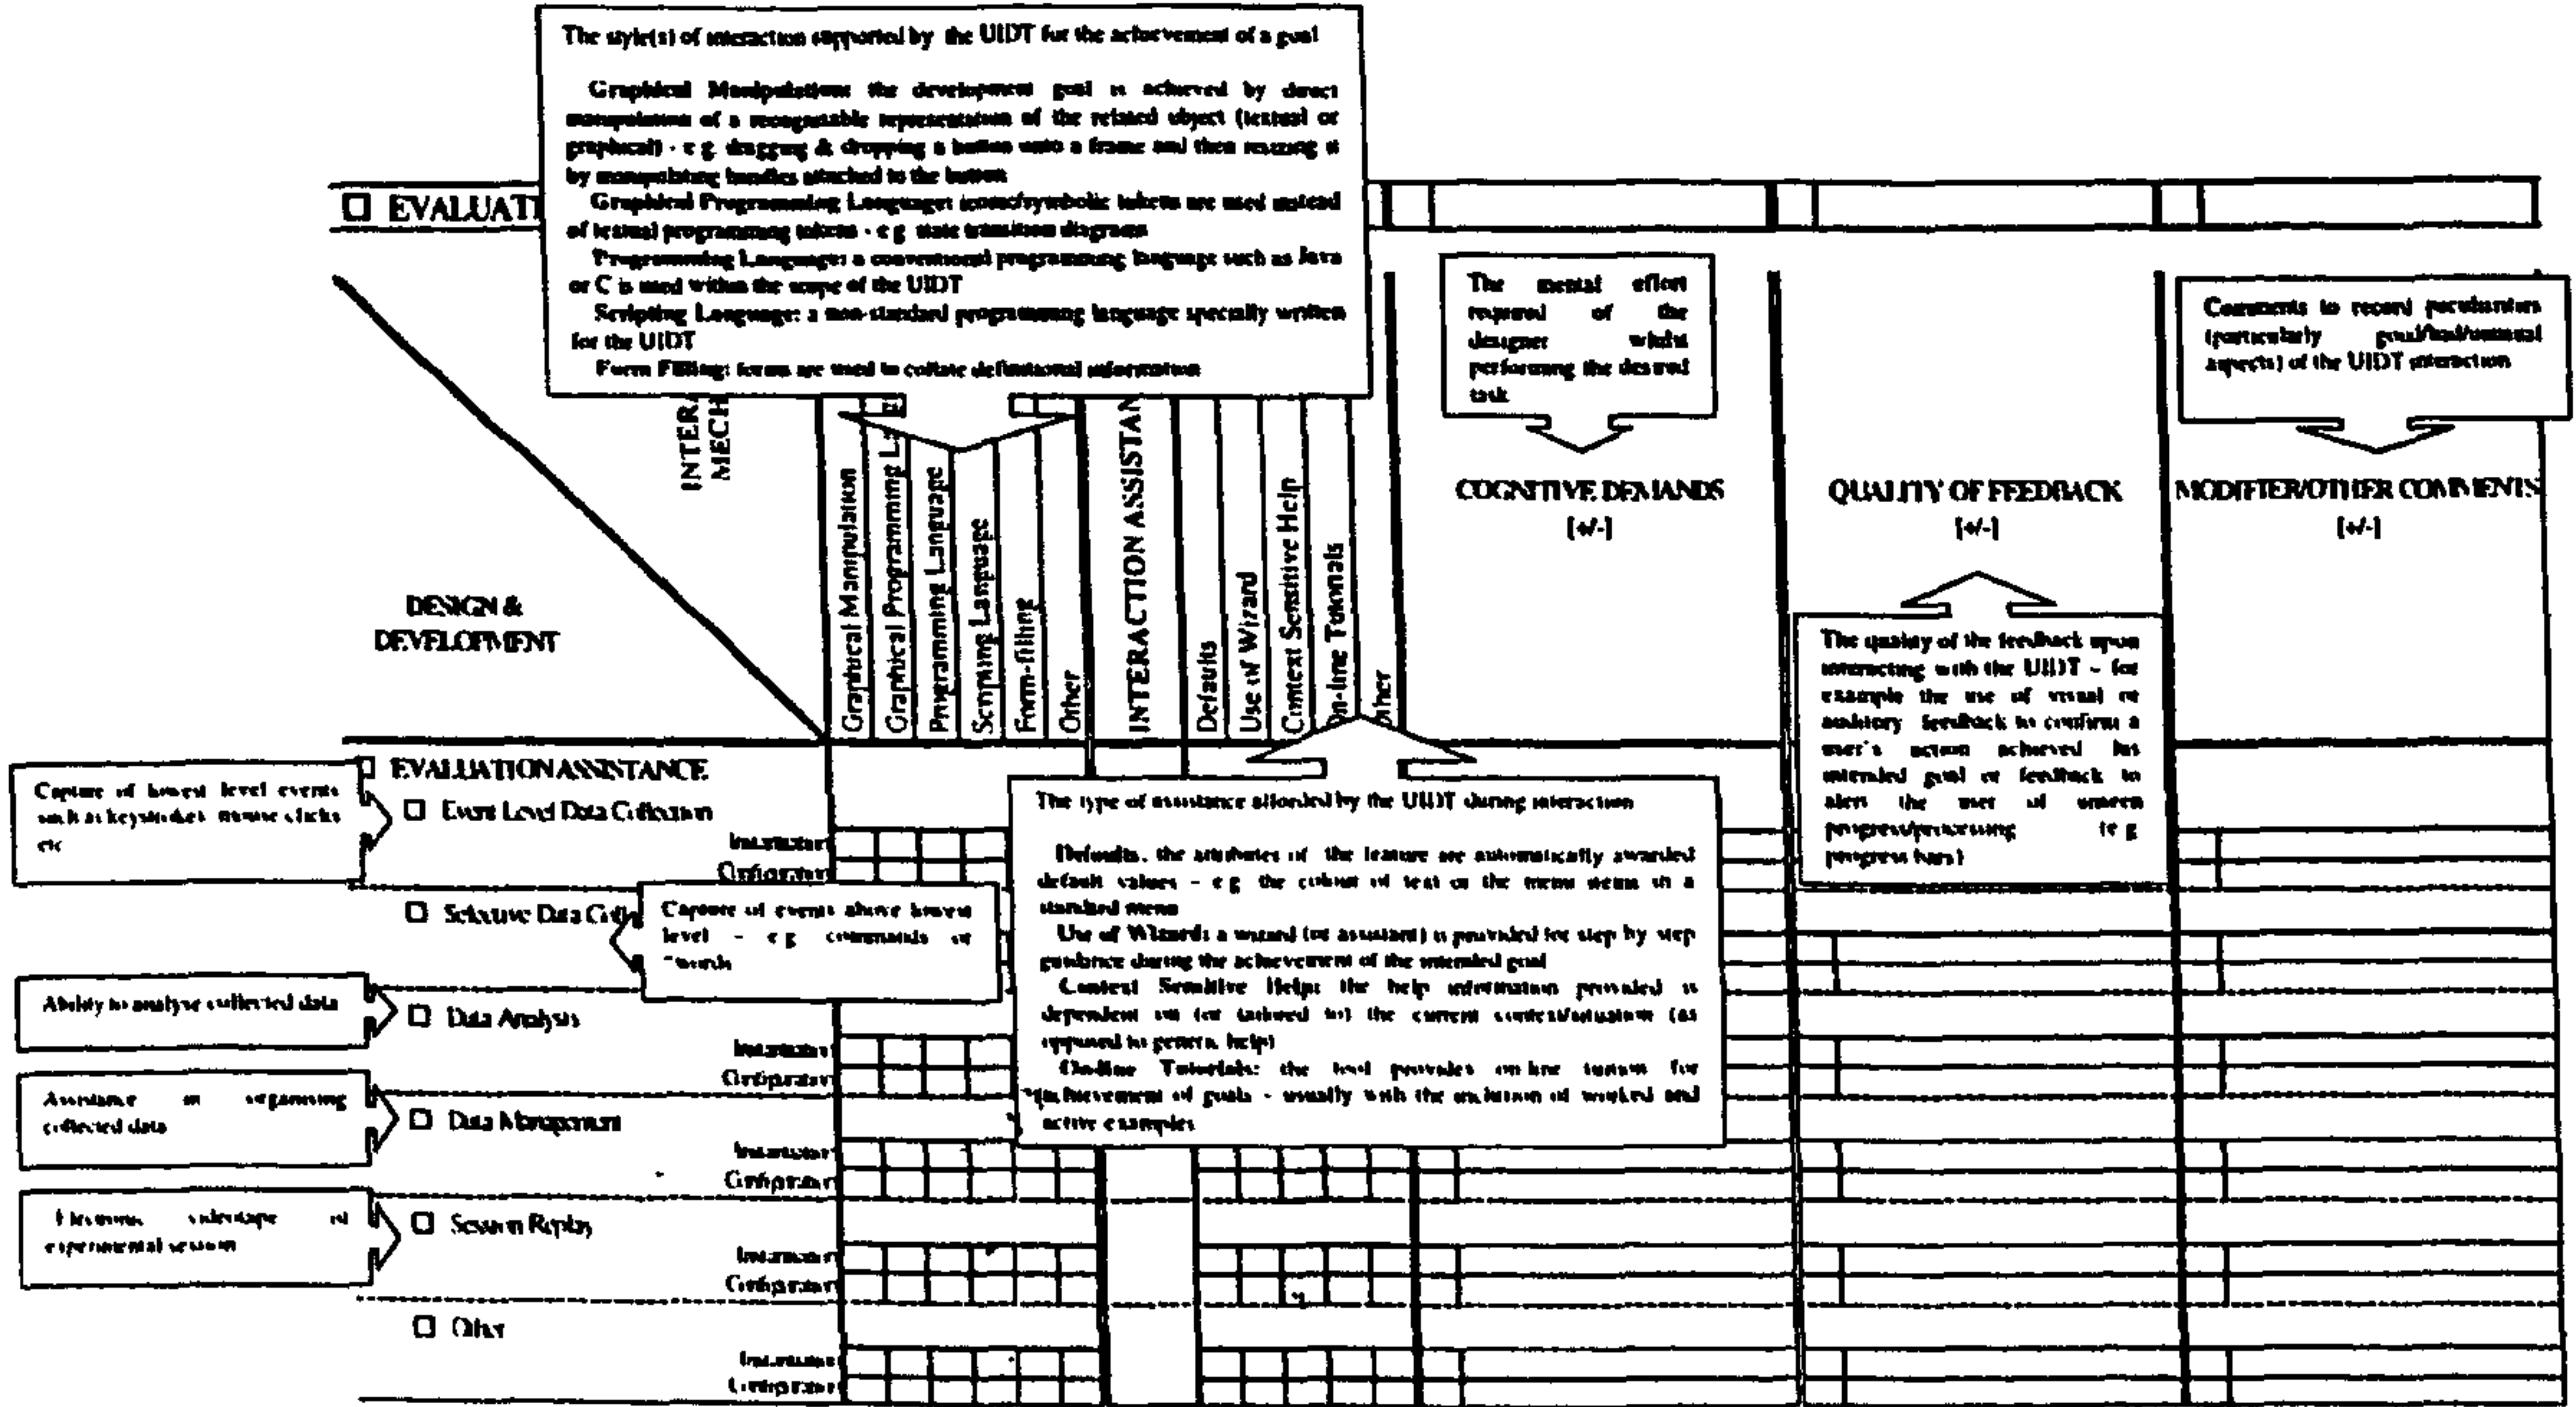 The style(s) of interaction supported by the UIDT for the achievement of a goal
Graphical Manipulation: the development goal is achieved by direct
manipulation of a recognisable representation of the related object (textual or
graphical) - e g dragging & dropping a button onto a frame and then resizing it
by manipulating handles attached to the button
Graphical Programming Language: iconic/symbolic tokens are used instead
of textual programming tokens - e g state transition diagrams
Programming Language: a conventional programming language such as Java
or C is used within the scope of the UIDT
Scripting Language: a non-standard programming language specially written
for the UIDT
Form Filling: forms are used to collate definitional information
☐ EVALUATI
The mental effort
required of the
designer whilst
performing the desired
task
Comments to record peculiarities
(particularly good/bad/unusual
aspects) of the UIDT interaction
INTERA
MECH
Graphical Manipulation
Graphical Programming La
Programming Language
Scripting Language
Form-filling
Other
INTERACTION ASSISTAN
Defaults
Use of Wizard
Context Sensitive Help
On-line Tutorials
Other
COGNITIVE DEMANDS
[+/-]
QUALITY OF FEEDBACK
[+/-]
MODIFIER/OTHER COMMENTS
[+/-]
DESIGN &
DEVELOPMENT
The quality of the feedback upon
interacting with the UIDT - for
example the use of visual or
auditory feedback to confirm a
user's action achieved his
intended goal or feedback to
alert the user of unseen
progress/processing (e g
progress bars)
☐ EVALUATION ASSISTANCE
Capture of lowest level events
such as keystrokes mouse clicks
etc
☐ Event Level Data Collection
The type of assistance afforded by the UIDT during interaction
Defaults. the attributes of the feature are automatically awarded
default values - e g the colour of text or the menu items in a
standard menu
Use of Wizard: a wizard (or assistant) is provided for step by step
guidance during the achievement of the intended goal
Context Sensitive Help: the help information provided is
dependent on (or tailored to) the current context/situation (as
opposed to generic help)
On-line Tutorials: the tool provides on-line tuition for
achievement of goals - usually with the inclusion of worked and
active examples
☐ Selective Data Coll
Capture of events above lowest
level - e g commands or
words
Ability to analyse collected data
☐ Data Analysis
Assistance in organising
collected data
☐ Data Management
Electronic videotape of
experimental session
☐ Session Replay
☐ Other